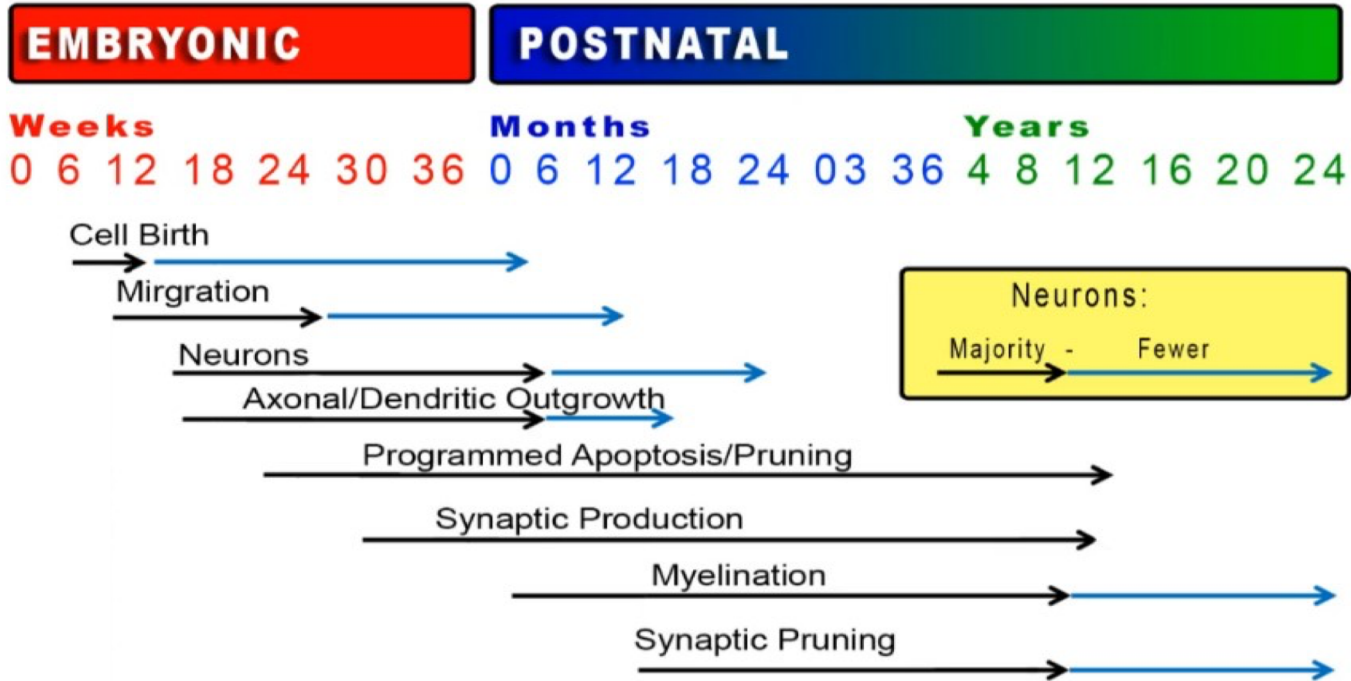 EMBRYONIC POSTNATAL
Weeks Months Years
0 6 12 18 24 30 36 0 6 12 18 24 03 36 4 8 12 16 20 24
Cell Birth
Mirgration
Neurons:
Majority - Fewer
Neurons
Axonal/Dendritic Outgrowth
Programmed Apoptosis/Pruning
Synaptic Production
Myelination
Synaptic Pruning